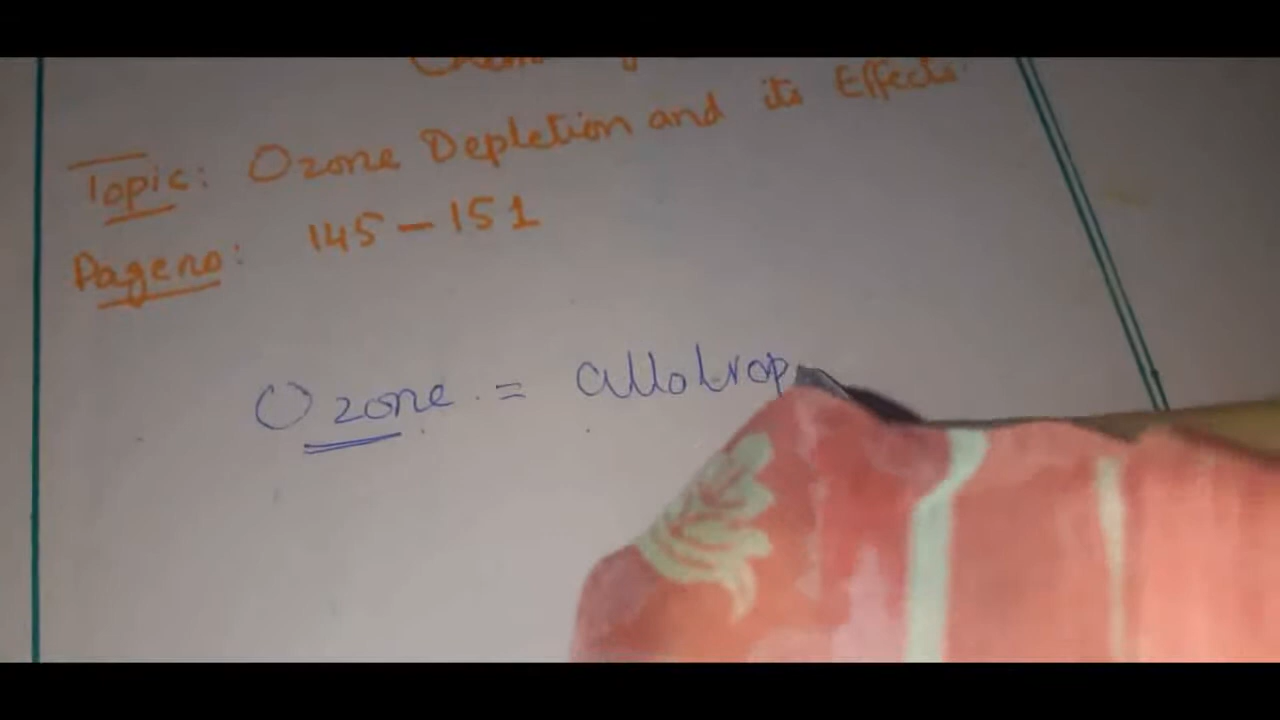 Topic: Ozone Depletion and its Effects
Pageno: 145-151
Ozone = allotrop